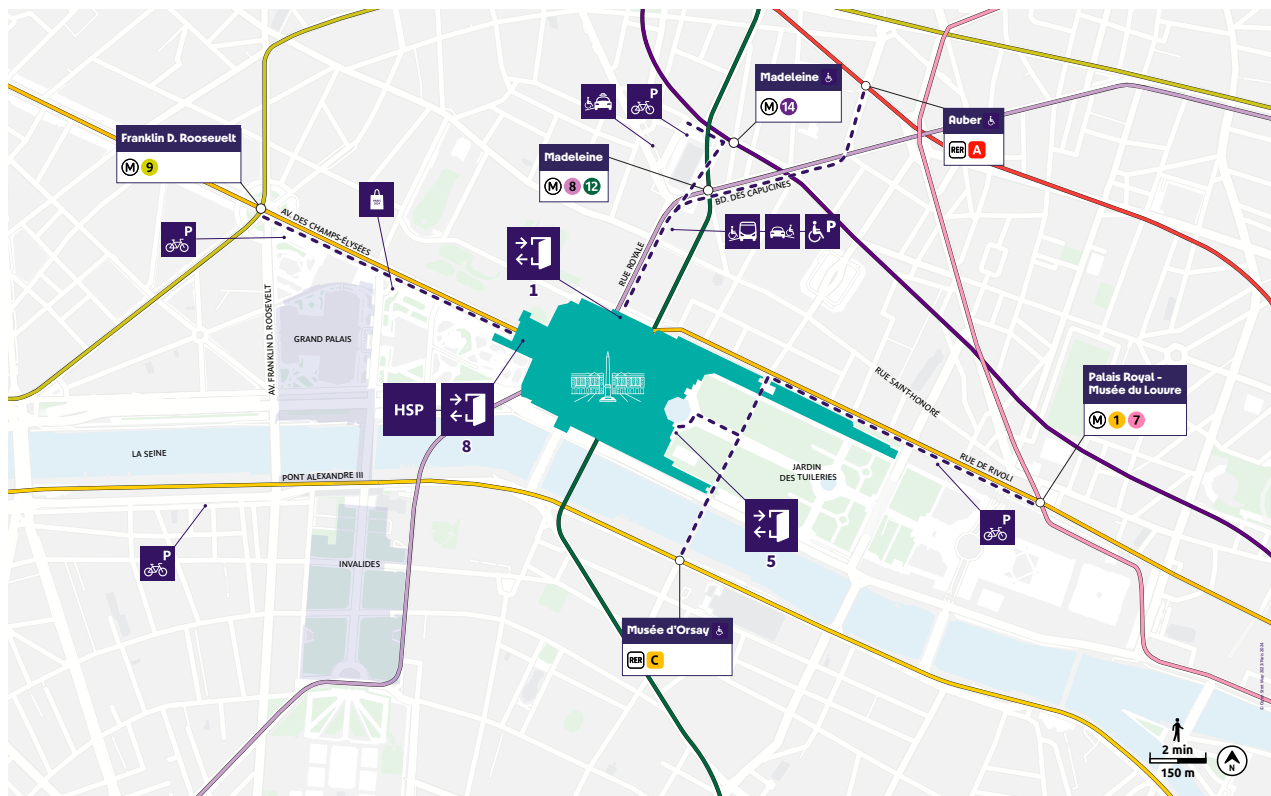 Madeleine
M 14
P
Auber
RER A
Franklin D. Roosevelt
M 9
Madeleine
M 8 12
BD. DES CAPUCINES
P
AV. DES CHAMPS-ÉLYSÉES
RUE ROYALE
P
1
AV. FRANKLIN D. ROOSEVELT
GRAND PALAIS
RUE SAINT-HONORÉ
Palais Royal -
Musée du Louvre
M 1 7
HSP
8
LA SEINE
PONT ALEXANDRE III
JARDIN
DES TUILERIES
RUE DE RIVOLI
P
5
P
INVALIDES
Musée d'Orsay
RER C
2 min
150 m
N